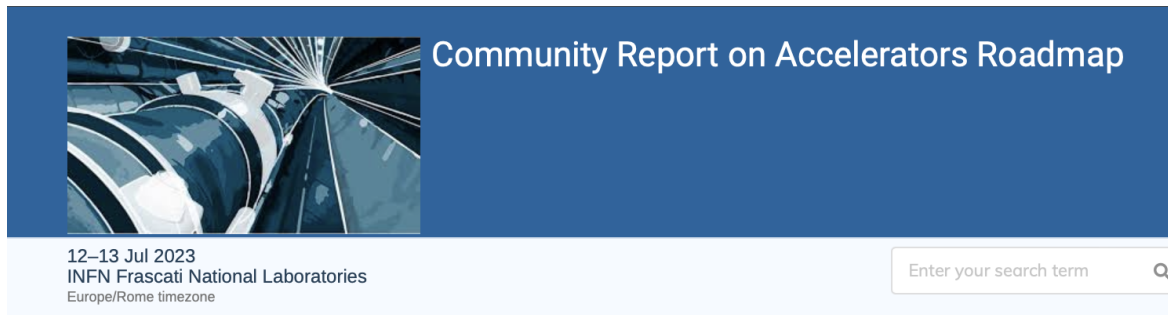 Community Report on Accelerators Roadmap
12–13 Jul 2023
INFN Frascati National Laboratories
Europe/Rome timezone
Enter your search term